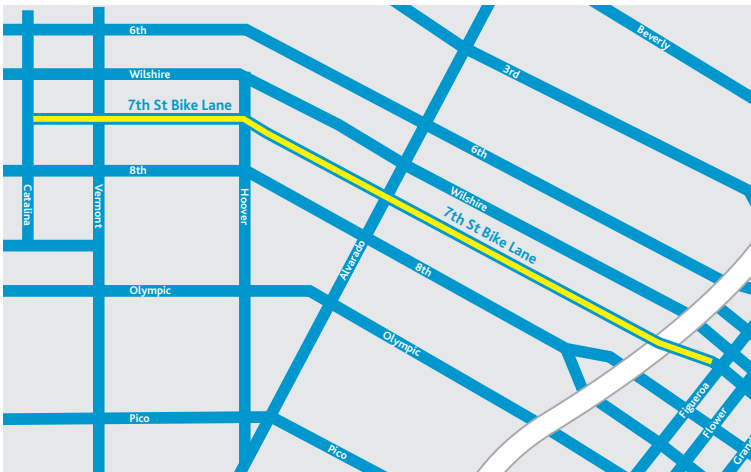 6th
Beverly
Wilshire
3rd
7th St Bike Lane
6th
8th
Catalina
Vermont
Hoover
Wilshire
7th St Bike Lane
Alvarado
8th
Olympic
Olympic
Figueroa
Pico
Flower
Pico
Gran